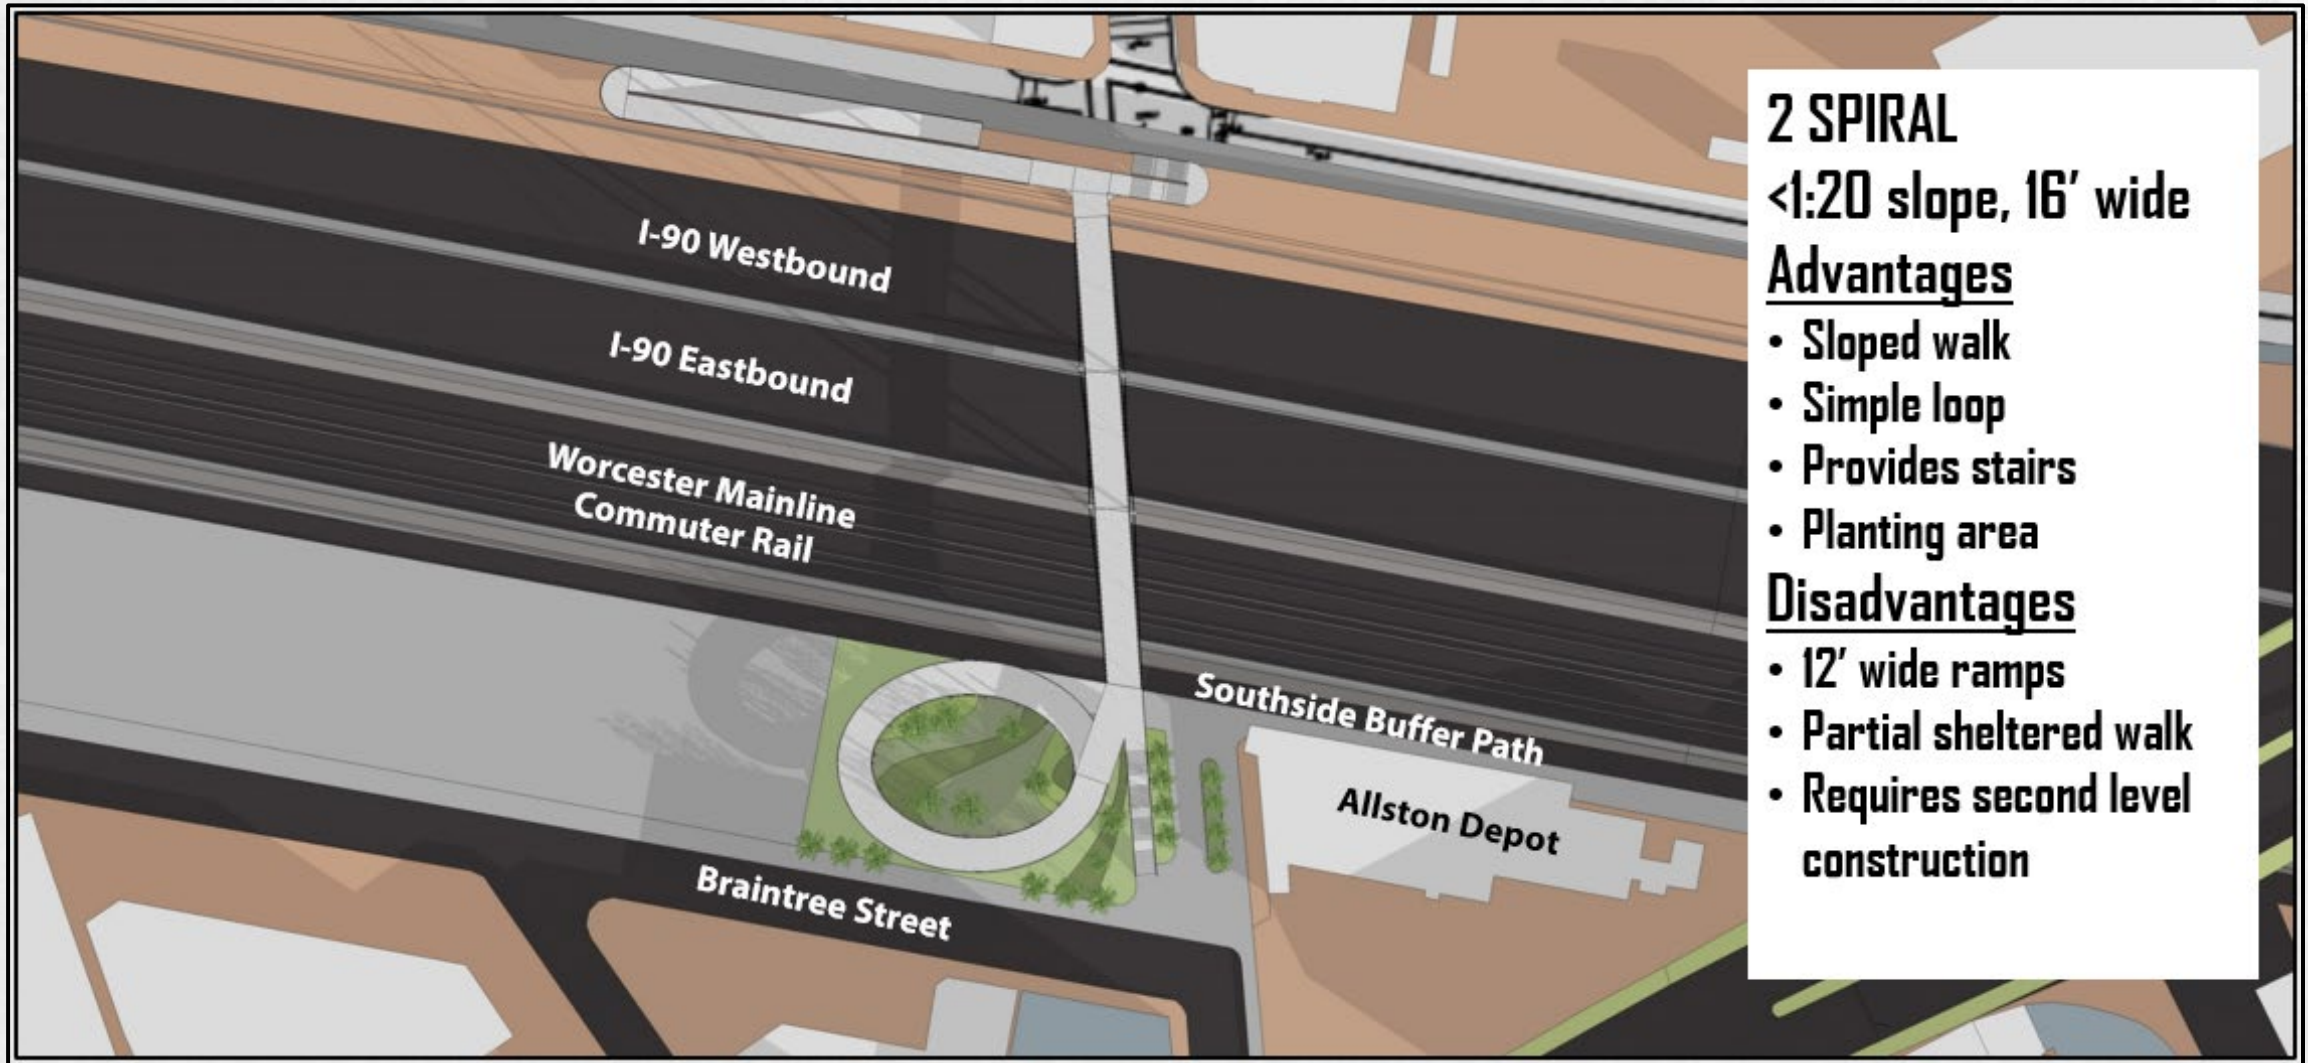 2 SPIRAL
<1:20 slope, 16' wide
Advantages
• Sloped walk
• Simple loop
• Provides stairs
• Planting area
Disadvantages
• 12' wide ramps
• Partial sheltered walk
• Requires second level
construction
I-90 Westbound
I-90 Eastbound
Worcester Mainline
Commuter Rail
Southside Buffer Path
Allston Depot
Braintree Street